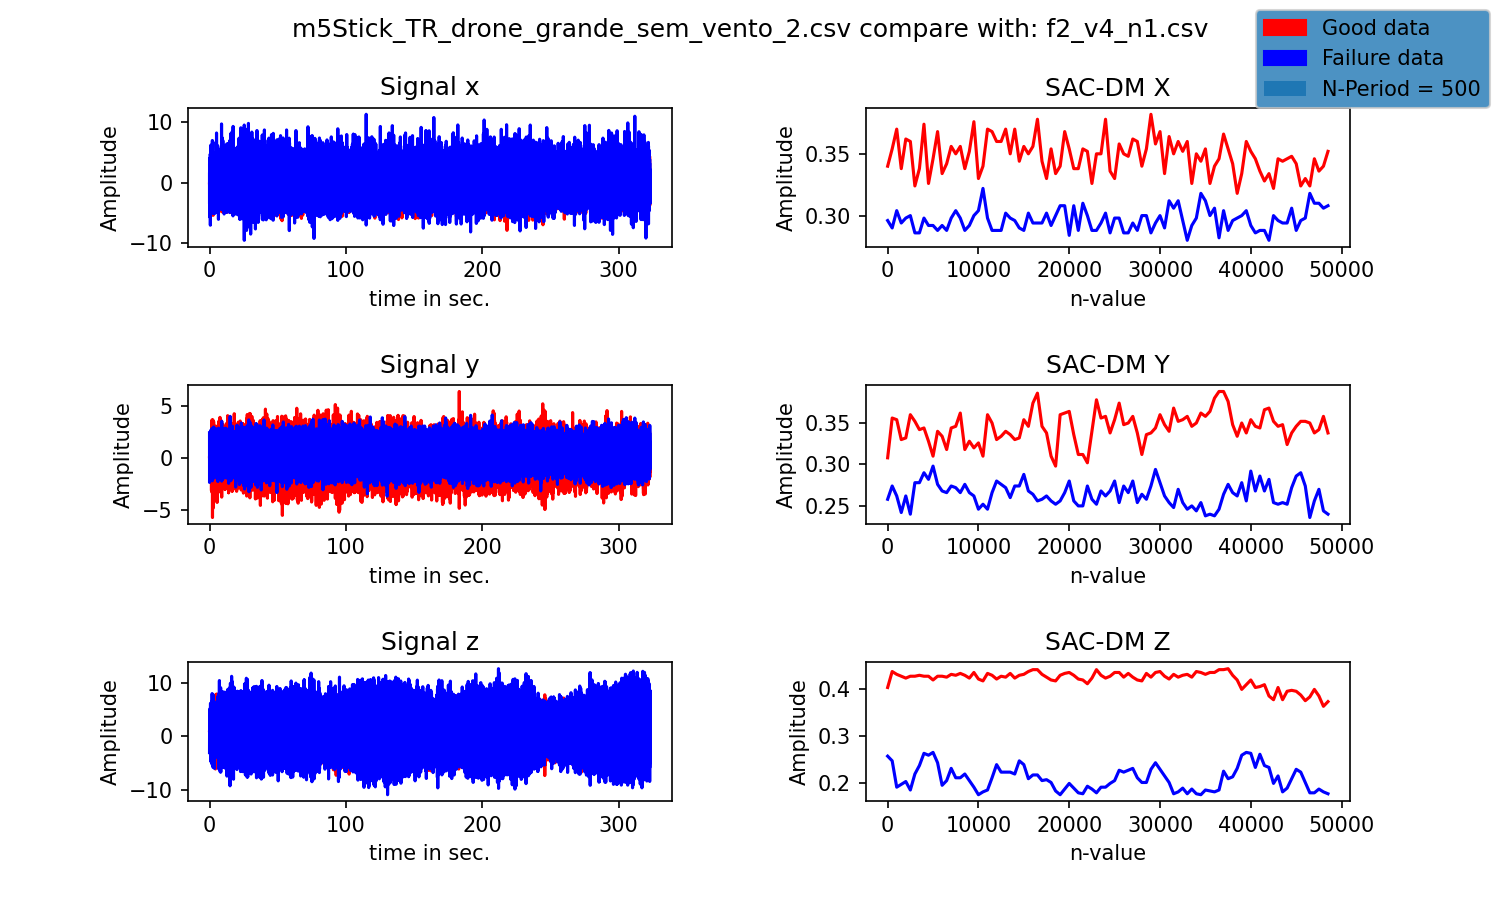 m5Stick_TR_drone_grande_sem_vento_2.csv compare with: f2_v4_n1.csv
Good data
Failure data
N-Period = 500
Signal x
Amplitude
10
0
−10
0 100 200 300
time in sec.
SAC-DM X
Amplitude
0.35
0.30
0 10000 20000 30000 40000 50000
n-value
Signal y
Amplitude
5
0
−5
0 100 200 300
time in sec.
SAC-DM Y
Amplitude
0.35
0.30
0.25
0 10000 20000 30000 40000 50000
n-value
Signal z
Amplitude
10
0
−10
0 100 200 300
time in sec.
SAC-DM Z
Amplitude
0.4
0.3
0.2
0 10000 20000 30000 40000 50000
n-value